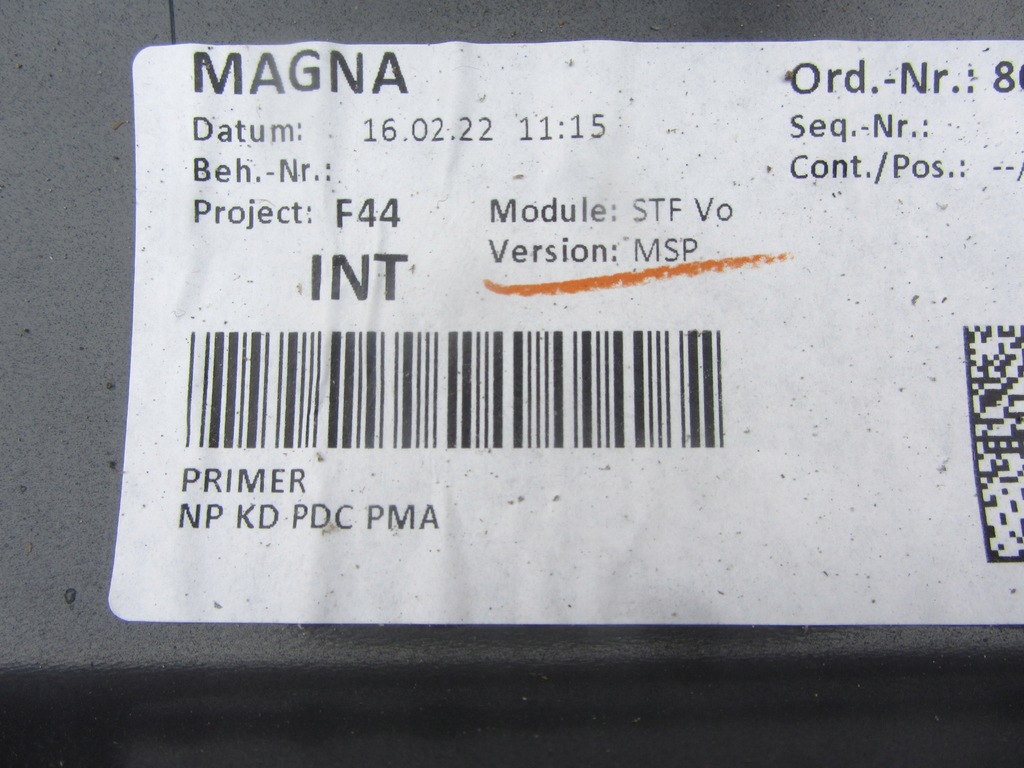 MAGNA
Datum: 16.02.22 11:15
Beh.-Nr.:
Project: F44
INT
Module: STF Vo
Version: MSP
Ord.-Nr.: 8
Seq.-Nr.:
Cont./Pos.: --/
PRIMER
NP KD PDC PMA